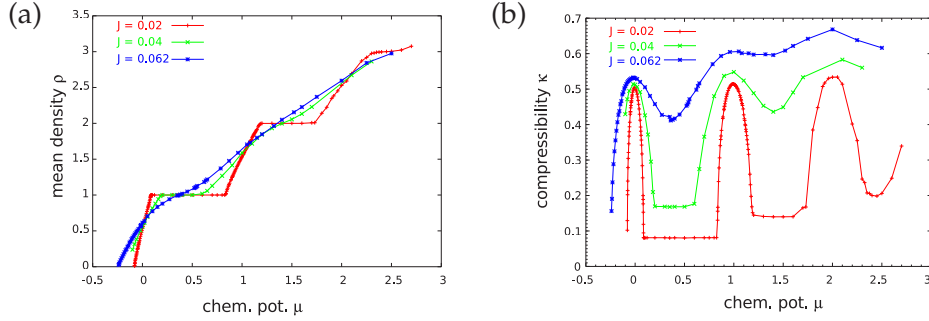 (a)
mean density ρ
3.5
3
2.5
2
1.5
1
0.5
0
J = 0.02
J = 0.04
J = 0.062
-0.5 0 0.5 1 1.5 2 2.5 3
chem. pot. μ
(b)
compressibility κ
0.7
0.6
0.5
0.4
0.3
0.2
0.1
0
J = 0.02
J = 0.04
J = 0.062
-0.5 0 0.5 1 1.5 2 2.5 3
chem. pot. μ